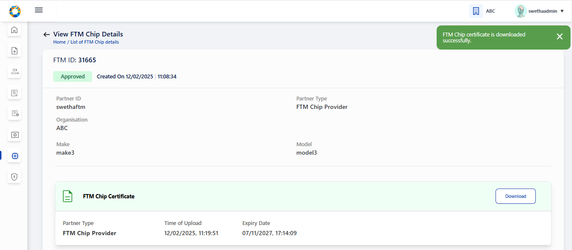 ABC
swethaadmin
View FTM Chip Details
Home / List of FTM Chip details
FTM Chip certificate is downloaded
successfully.
FTM ID: 31665
Approved
Created On 12/02/2025 | 11:08:34
Partner ID
swethaftm
Partner Type
FTM Chip Provider
Organisation
ABC
Make
make3
Model
model3
FTM Chip Certificate
Download
Partner Type
FTM Chip Provider
Time of Upload
12/02/2025, 11:19:51
Expiry Date
07/11/2027, 17:14:09